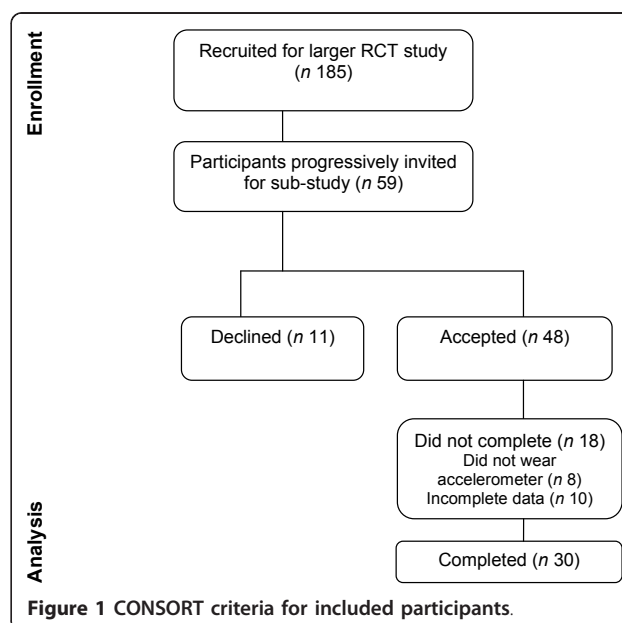 Enrollment
Recruited for larger RCT study
(n 185)
Participants progressively invited
for sub-study (n 59)
Declined (n 11)
Accepted (n 48)
Did not complete (n 18)
Did not wear
accelerometer (n 8)
Incomplete data (n 10)
Analysis
Completed (n 30)
Figure 1 CONSORT criteria for included participants.